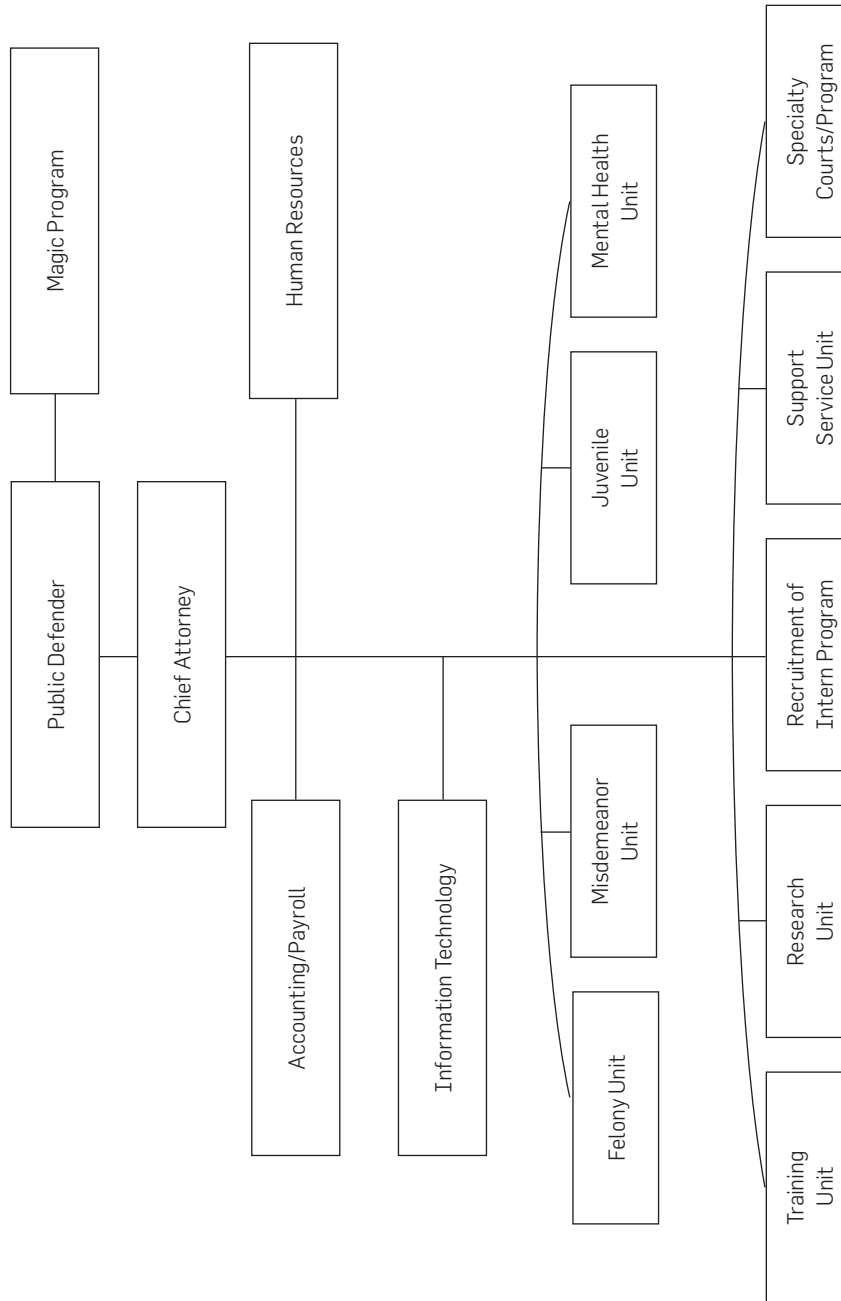 Public Defender
Magic Program
Chief Attorney
Accounting/Payroll
Human Resources
Information Technology
Felony Unit
Misdemeanor
Unit
Juvenile
Unit
Mental Health
Unit
Training
Unit
Research
Unit
Recruitment of
Intern Program
Support
Service Unit
Specialty
Courts/Program